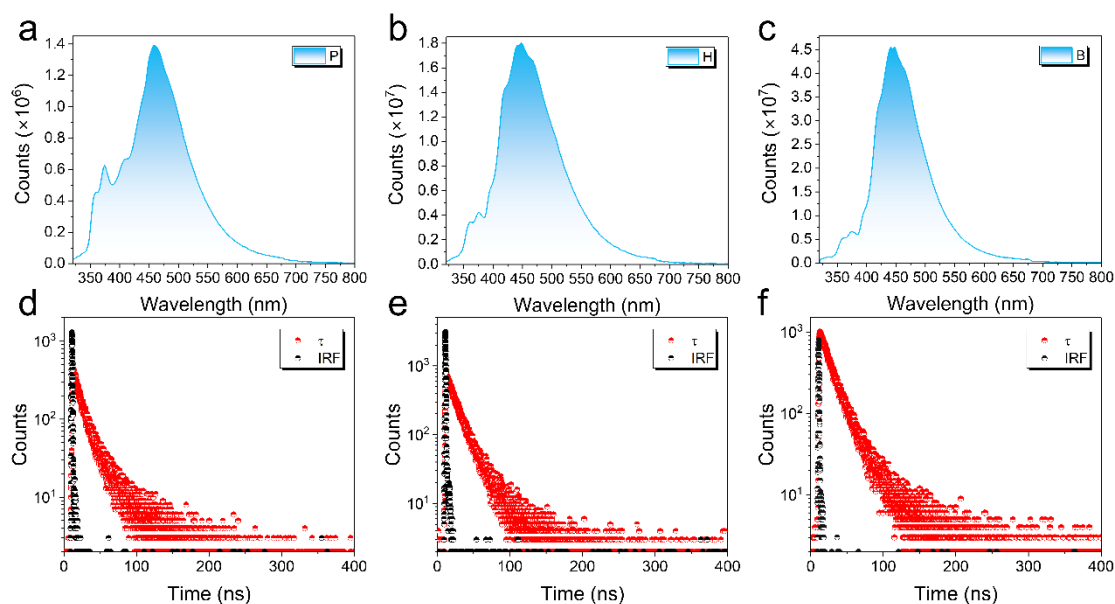 a
P
Counts (×10⁶)
1.4
1.2
1.0
0.8
0.6
0.4
0.2
0.0
350 400 450 500 550 600 650 700 750 800
Wavelength (nm)
b
H
Counts (×10⁷)
1.8
1.6
1.4
1.2
1.0
0.8
0.6
0.4
0.2
0.0
350 400 450 500 550 600 650 700 750 800
Wavelength (nm)
c
B
Counts (×10⁷)
4.5
4.0
3.5
3.0
2.5
2.0
1.5
1.0
0.5
0.0
350 400 450 500 550 600 650 700 750 800
Wavelength (nm)
d
τ
IRF
Counts
10³
10²
10¹
0 100 200 300 400
Time (ns)
e
τ
IRF
Counts
10³
10²
10¹
0 100 200 300 400
Time (ns)
f
τ
IRF
Counts
10³
10²
10¹
0 100 200 300 400
Time (ns)